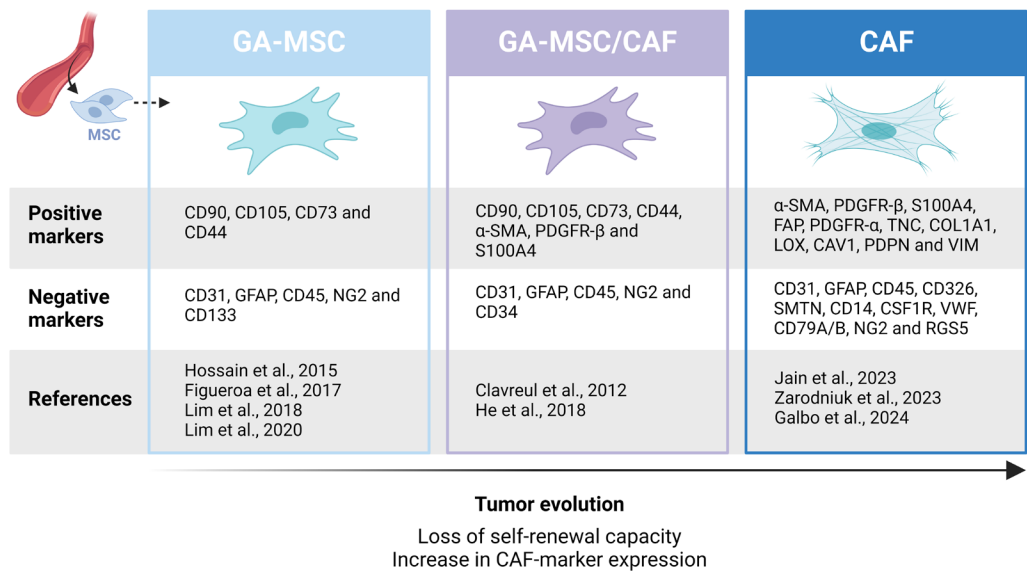 GA-MSC
GA-MSC/CAF
CAF
MSC
Positive
markers
CD90, CD105, CD73 and
CD44
CD90, CD105, CD73, CD44,
α-SMA, PDGFR-β and
S100A4
α-SMA, PDGFR-β, S100A4,
FAP, PDGFR-α, TNC, COL1A1,
LOX, CAV1, PDPN and VIM
Negative
markers
CD31, GFAP, CD45, NG2 and
CD133
CD31, GFAP, CD45, NG2 and
CD34
CD31, GFAP, CD45, CD326,
SMTN, CD14, CSF1R, VWF,
CD79A/B, NG2 and RGS5
References
Hossain et al., 2015
Figueroa et al., 2017
Lim et al., 2018
Lim et al., 2020
Clavreul et al., 2012
He et al., 2018
Jain et al., 2023
Zarodniuk et al., 2023
Galbo et al., 2024
Tumor evolution
Loss of self-renewal capacity
Increase in CAF-marker expression